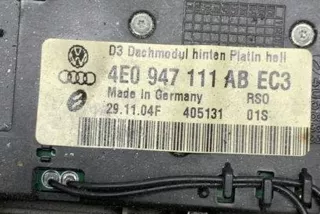 D3 Dachmodul hinten Platin hell
4E0 947 111 AB EC3
Made in Germany RSO
29.11.04F 405131 01S